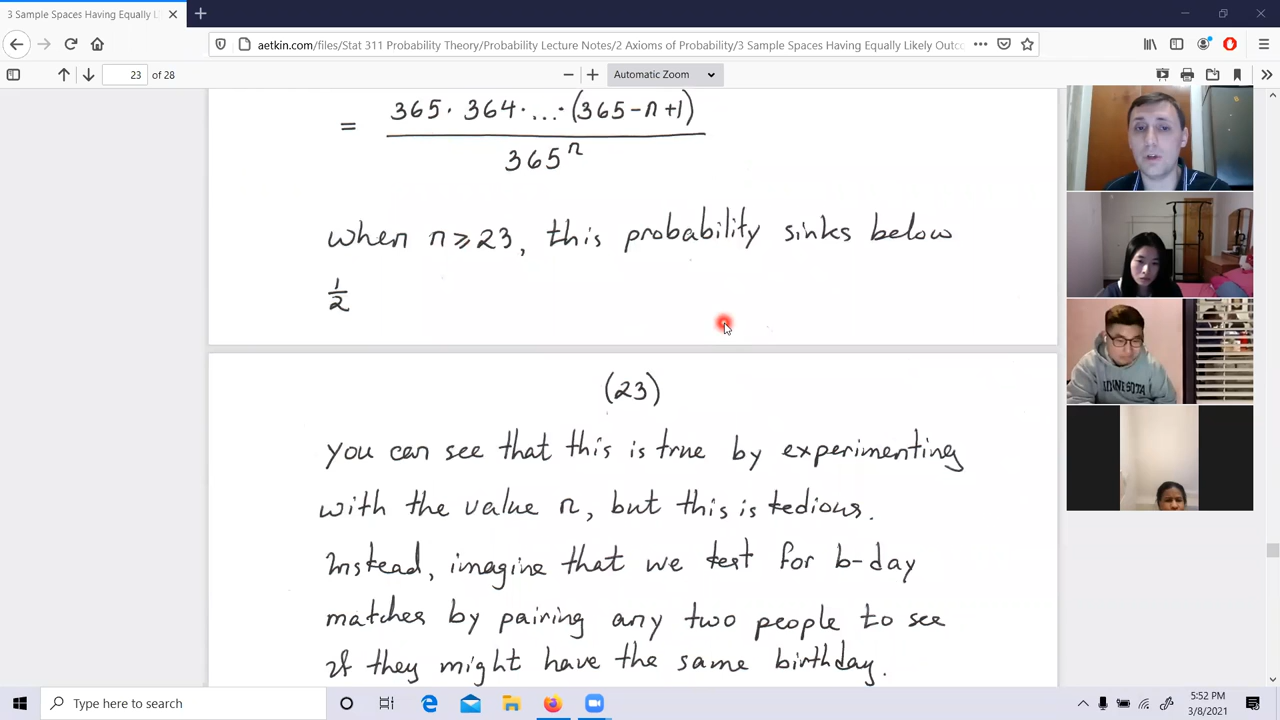 3 Sample Spaces Having Equally Li
aetkin.com/files/Stat 311 Probability Theory/Probability Lecture Notes/2 Axioms of Probability/3 Sample Spaces Having Equally Likely Outc
23 of 28
Automatic Zoom
= 365 · 364 · ... · (365-n+1)
365ⁿ
when n ≥ 23, this probability sinks below
1/2
(23)
you can see that this is true by experimenting
with the value n, but this is tedious.
Instead, imagine that we test for b-day
matches by pairing any two people to see
if they might have the same birthday.
MINNESOTA
Type here to search
5:52 PM
3/8/2021